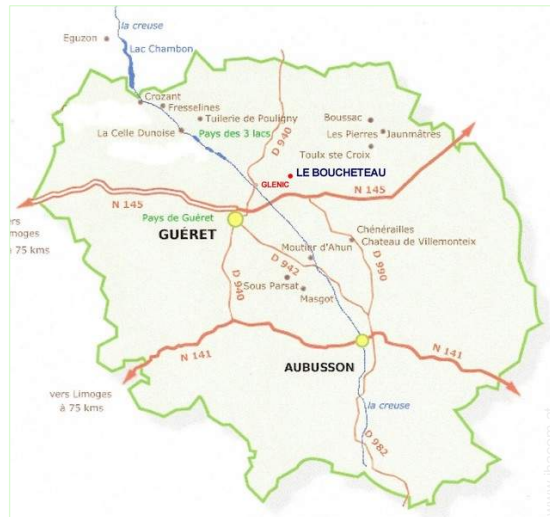 la creuse
Eguzon
Lac Chambon
Crozant
Fresselines
Tuilerie de Pouligny
La Celle Dunoise
Pays des 3 lacs
D 940
Boussac
Les Pierres Jaunmâtres
Toulx ste Croix
LE BOUCHETEAU
GLENIC
N 145
N 145
Pays de Guéret
GUÉRET
à 75 kms
Chénérailles
Chateau de Villemonteix
Moutier d'Ahun
D 990
D 942
D 940
Sous Parsat
Masgot
N 141
N 141
AUBUSSON
vers Limoges
à 75 kms
la creuse
D 982